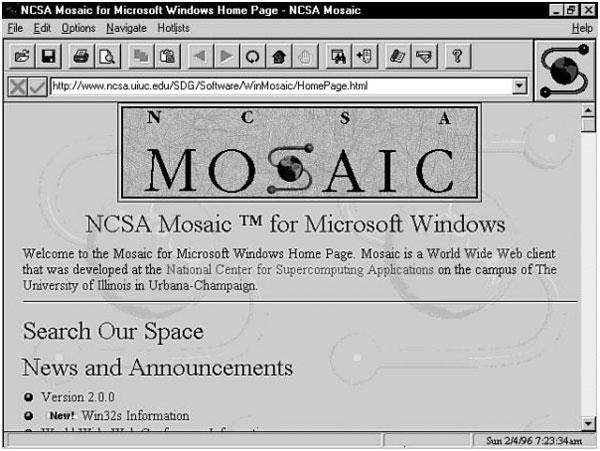 NCSA Mosaic for Microsoft Windows Home Page - NCSA Mosaic
File Edit Options Navigate Hotlists Help
http://www.ncsa.uiuc.edu/SDG/Software/WinMosaic/HomePage.html
N C S A
MOSAIC
NCSA Mosaic ™ for Microsoft Windows
Welcome to the Mosaic for Microsoft Windows Home Page. Mosaic is a World Wide Web client
that was developed at the National Center for Supercomputing Applications on the campus of The
University of Illinois in Urbana-Champaign.
Search Our Space
News and Announcements
Version 2.0.0
New! Win32s Information
Sun 2/4/96 7:23:34am